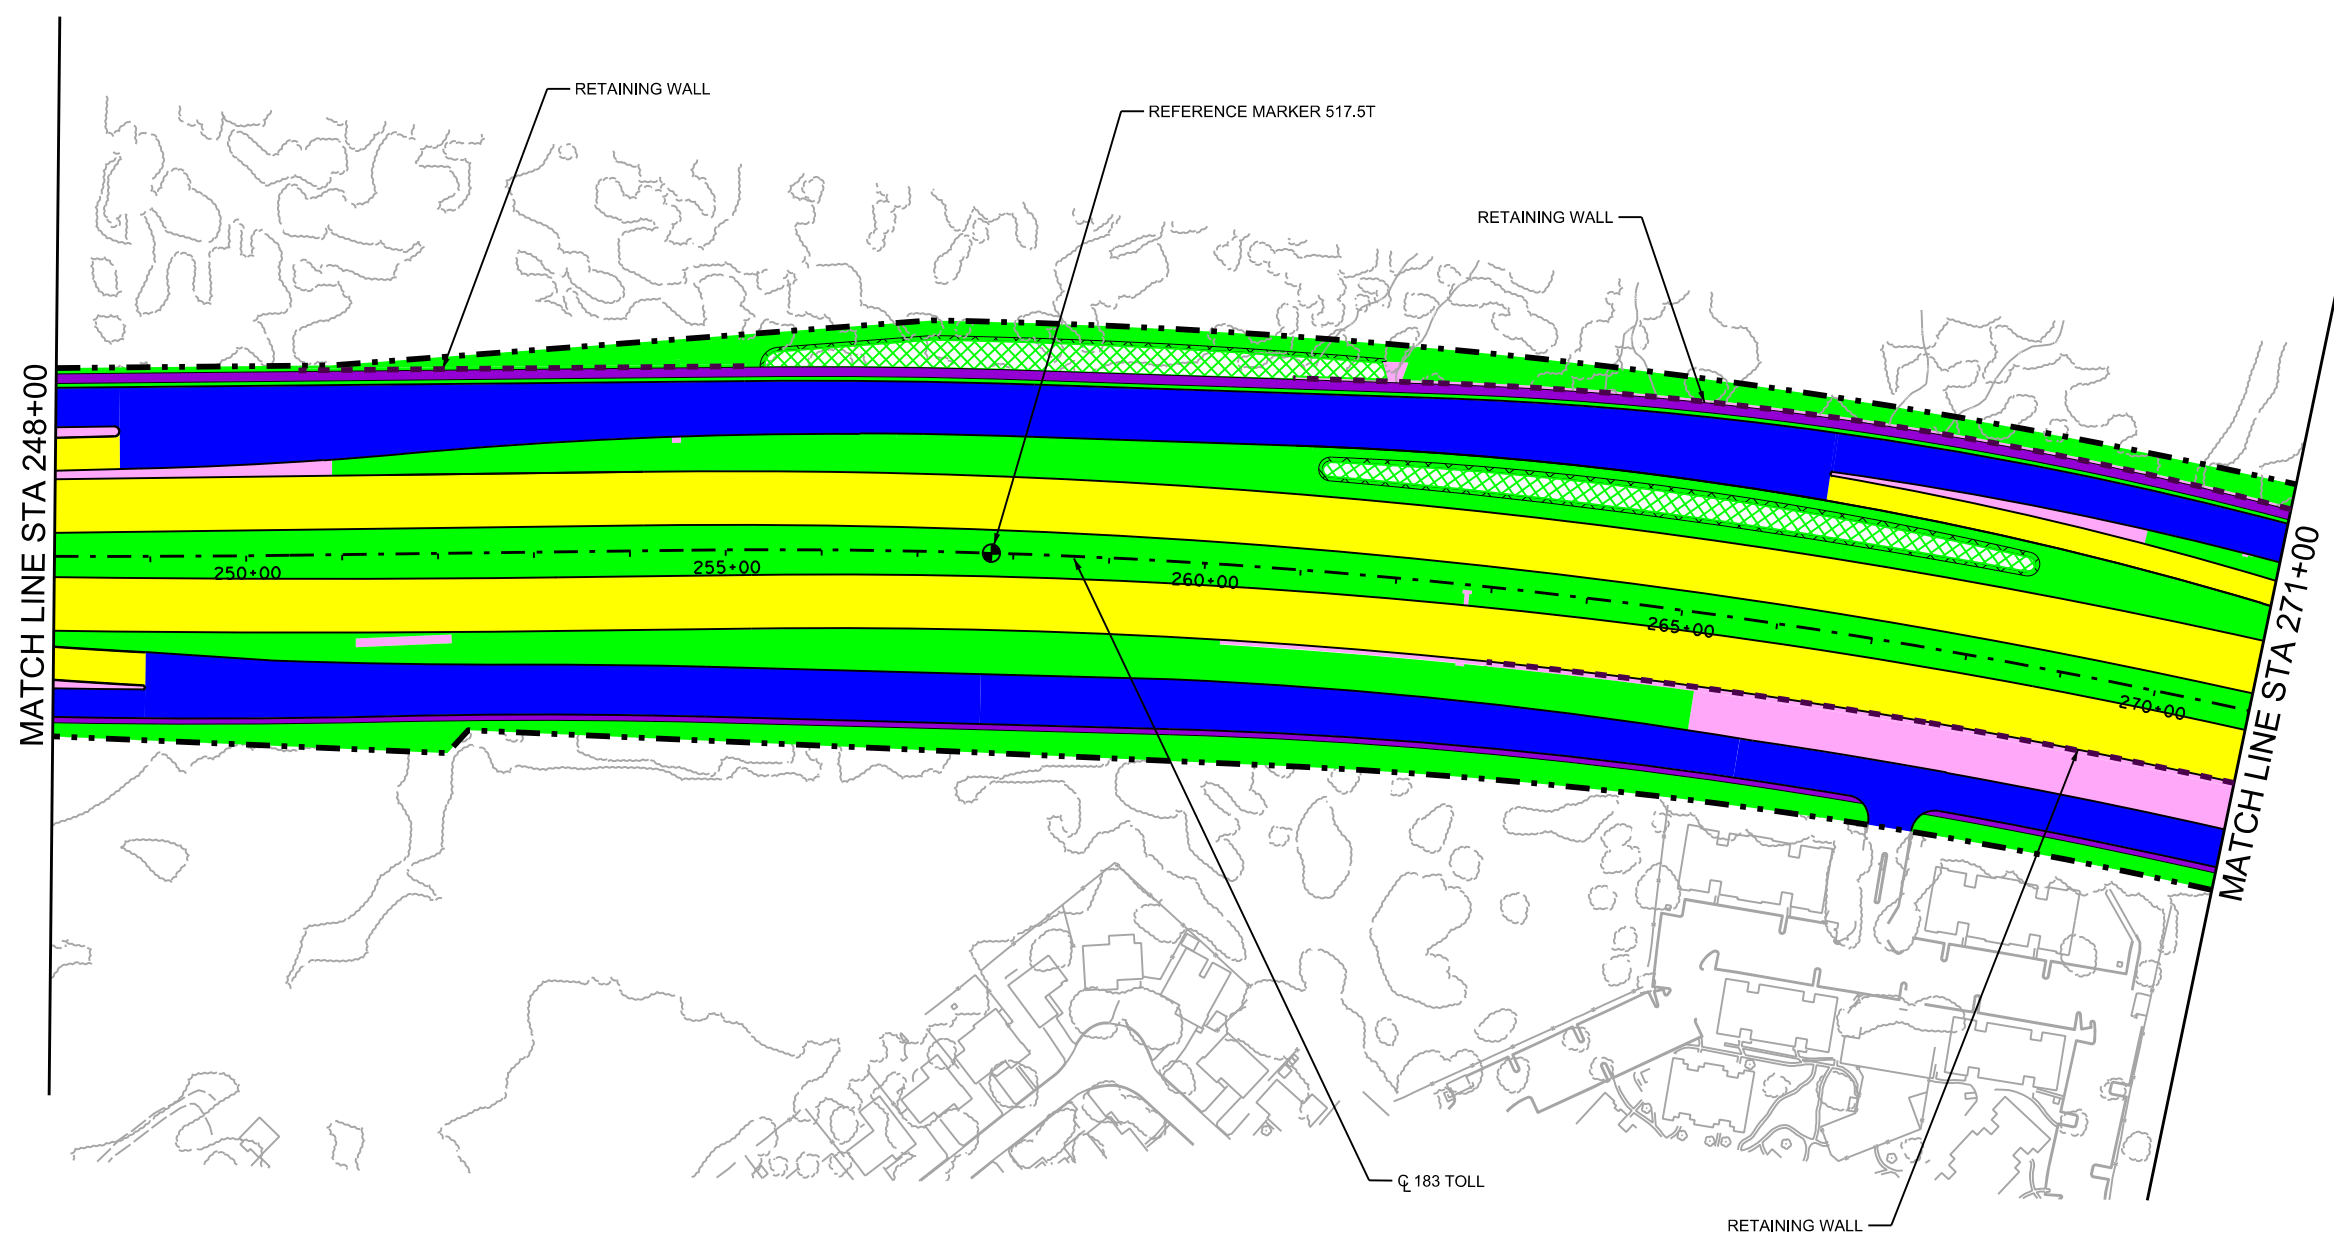 RETAINING WALL
REFERENCE MARKER 517.5T
RETAINING WALL
MATCH LINE STA 248+00
250+00
255+00
260+00
265+00
270+00
MATCH LINE STA 271+00
℄ 183 TOLL
RETAINING WALL